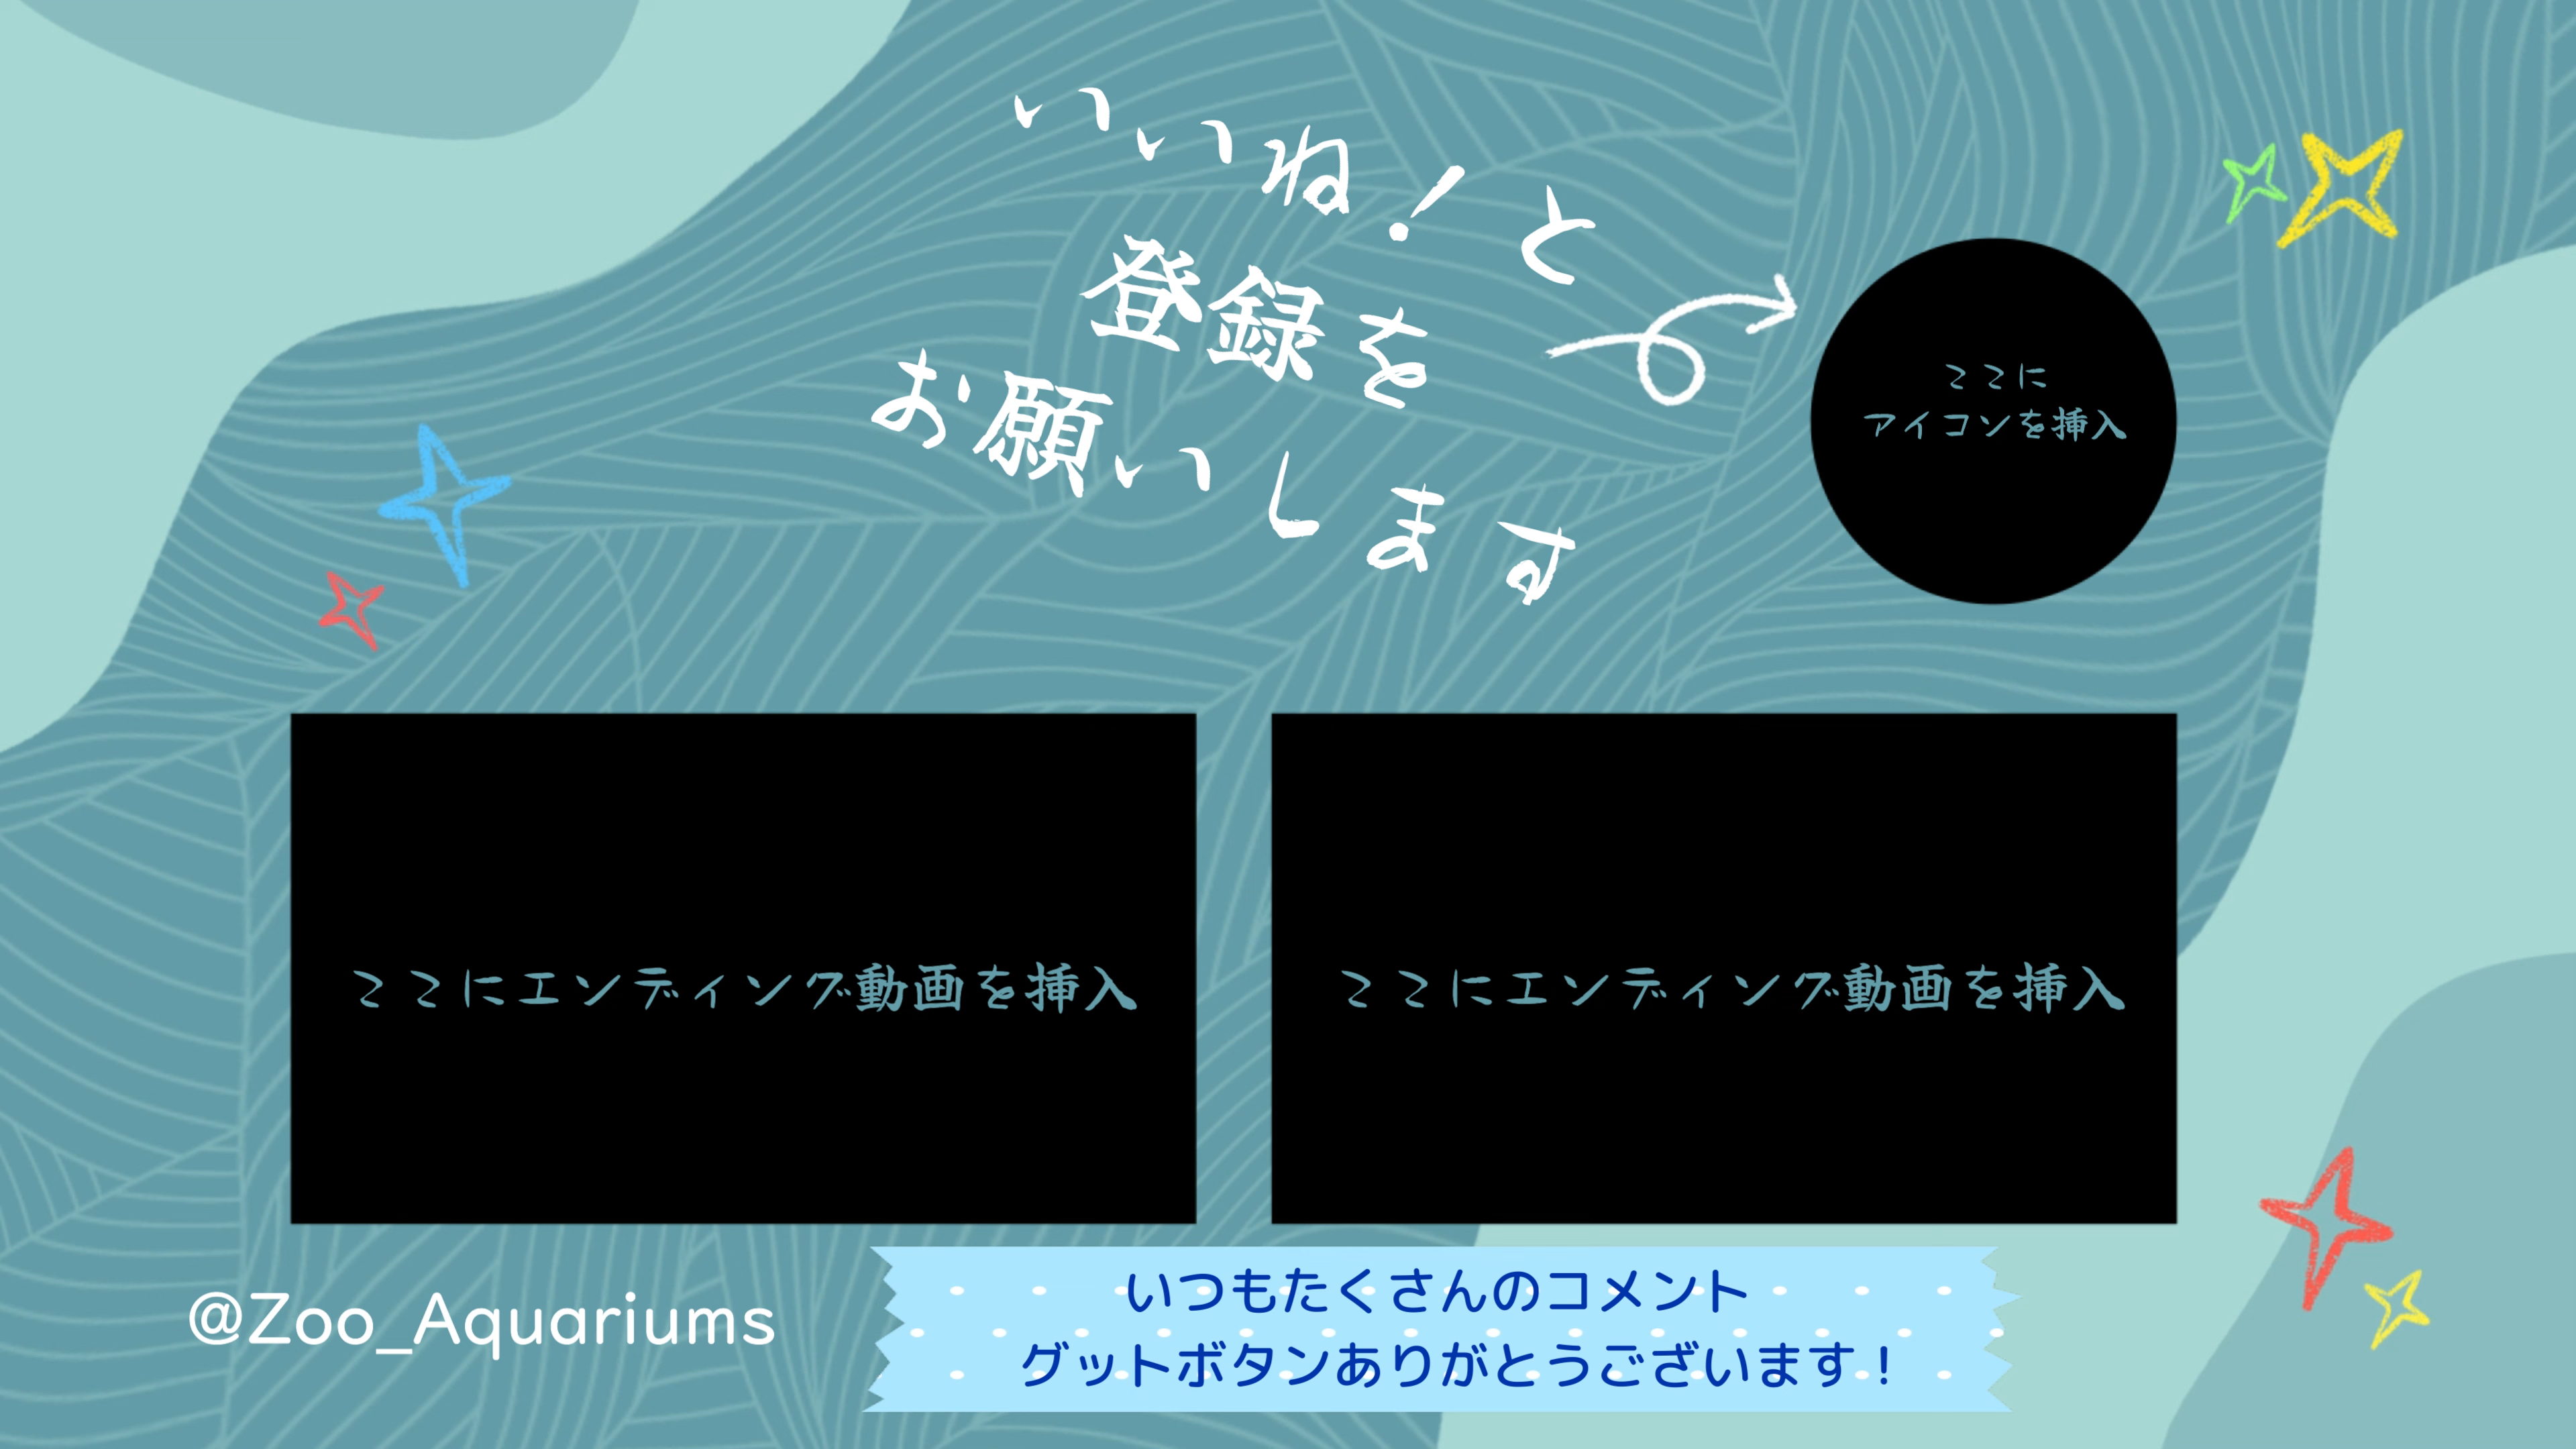 いいね!と
登録を
お願いします
ここに
アイコンを挿入
ここにエンディング動画を挿入
ここにエンディング動画を挿入
@Zoo_Aquariums
いつもたくさんのコメント
グットボタンありがとうございます!